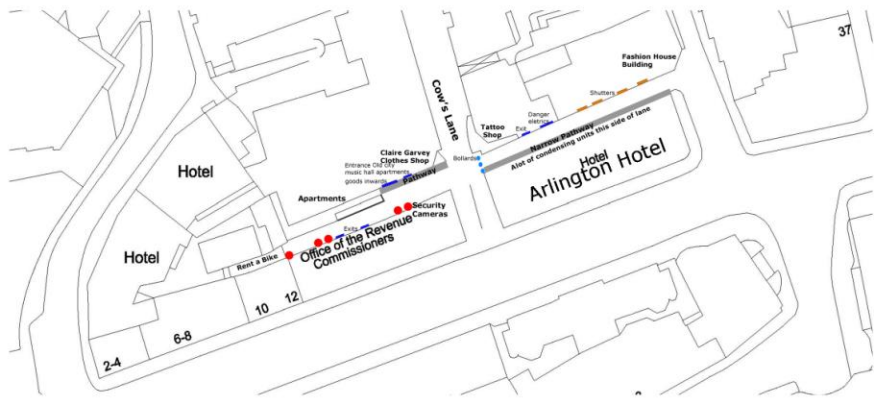 37
Fashion House
Building
Shutters
Cow's Lane
Danger
eletrics
Exit
Tattoo
Shop
Narrow Pathway
Alot of condensing units this side of lane
Hotel
Arlington Hotel
Bollards
Claire Garvey
Clothes Shop
Entrance Old city
music hall apartments
goods inwards
Pathway
Hotel
Apartments
Security
Cameras
Exits
Office of the Revenue
Commissioners
Rent a Bike
Hotel
12
10
6-8
2-4